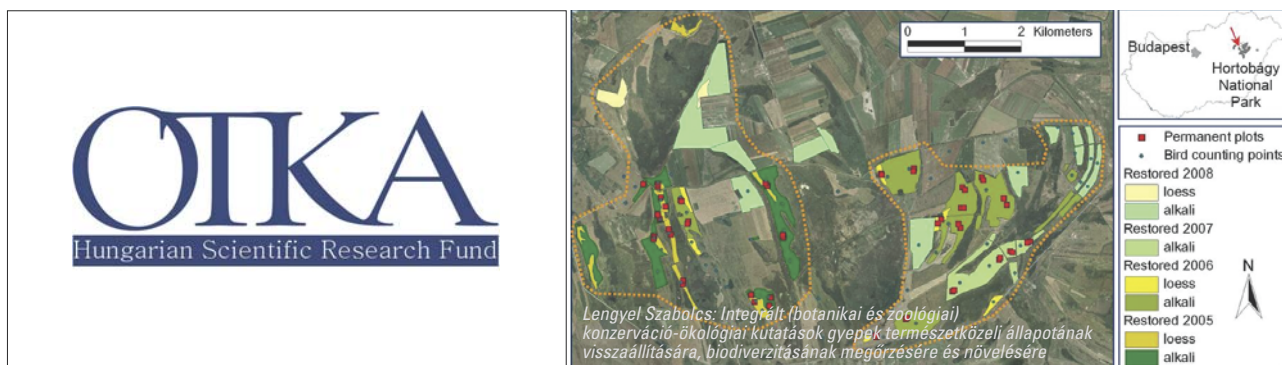 OTKA
Hungarian Scientific Research Fund
0 1 2 Kilometers
Lengyel Szabolcs: Integrált (botanikai és zoológiai)
konzerváció-ökológiai kutatások gyepek természetközeli állapotának
visszaállítására, biodiverzitásának megőrzésére és növelésére
Budapest
Hortobágy
National
Park
Permanent plots
Bird counting points
Restored 2008
loess
alkali
Restored 2007
alkali
Restored 2006
loess
alkali
Restored 2005
loess
alkali
N